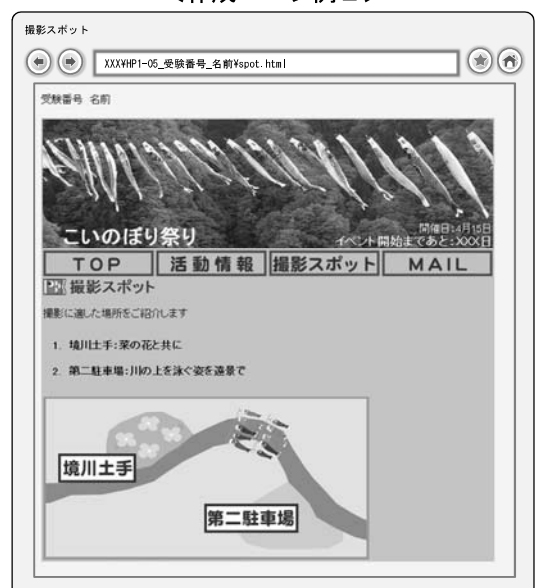 撮影スポット
XXX¥HP1-05_受験番号_名前¥spot.html
受験番号 名前
こいのぼり祭り
開催日:4月15日
イベント開始まであと:XXX日
TOP 活動情報 撮影スポット MAIL
撮影スポット
撮影に適した場所をご紹介します
1. 境川土手:菜の花と共に
2. 第二駐車場:川の上を泳ぐ姿を遠景で
境川土手
第二駐車場